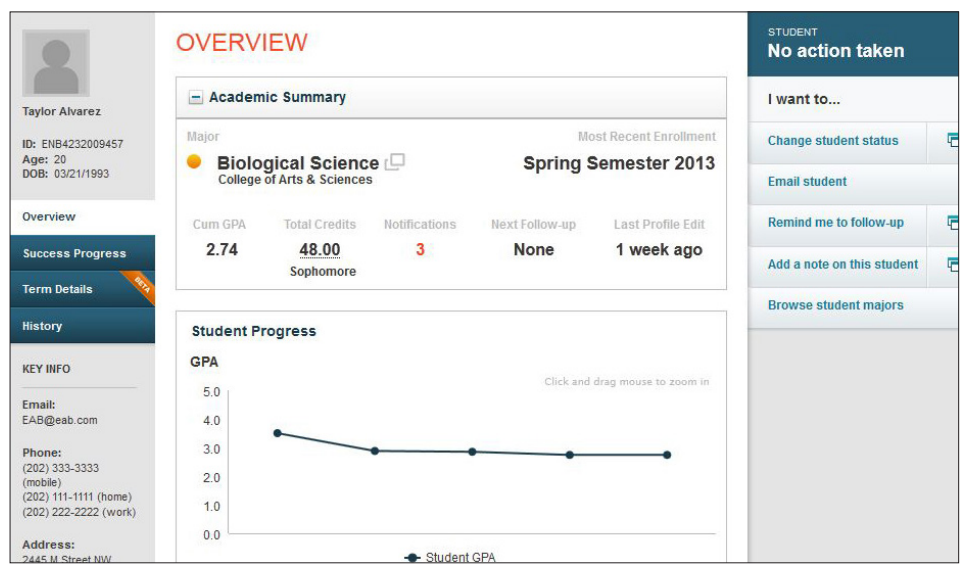 Taylor Alvarez
ID: ENB4232009457
Age: 20
DOB: 03/21/1993
Overview
Success Progress
Term Details
BETA
History
KEY INFO
Email:
EAB@eab.com
Phone:
(202) 333-3333
(mobile)
(202) 111-1111 (home)
(202) 222-2222 (work)
Address:
2445 M Street NW
OVERVIEW
Academic Summary
Major
Most Recent Enrollment
Biological Science
Spring Semester 2013
College of Arts & Sciences
Cum GPA Total Credits Notifications Next Follow-up Last Profile Edit
2.74 48.00 3 None 1 week ago
Sophomore
Student Progress
GPA
Click and drag mouse to zoom in
5.0
4.0
3.0
2.0
1.0
0.0
Student GPA
STUDENT
No action taken
I want to...
Change student status
Email student
Remind me to follow-up
Add a note on this student
Browse student majors